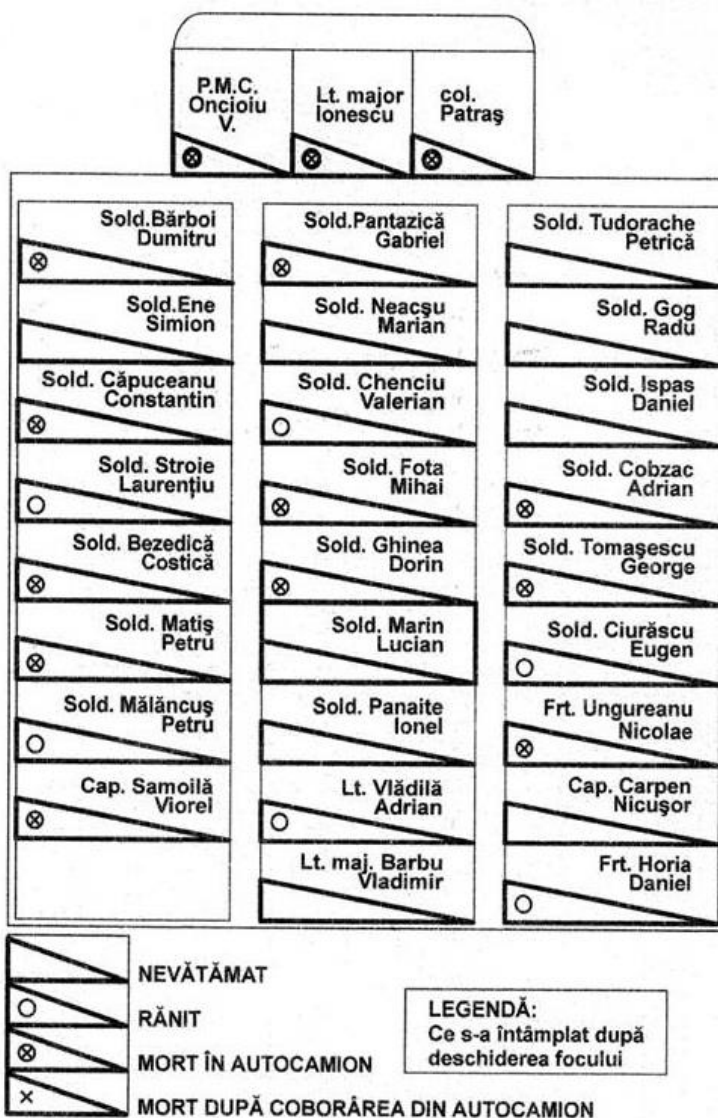 P.M.C.
Oncioiu
V.
Lt. major
Ionescu
col.
Patraş
Sold.Bărboi
Dumitru
Sold.Ene
Simion
Sold. Căpuceanu
Constantin
Sold. Stroie
Laurenţiu
Sold. Bezedică
Costică
Sold. Matiş
Petru
Sold. Mălăncuş
Petru
Cap. Samoilă
Viorel
Sold.Pantazică
Gabriel
Sold. Neacşu
Marian
Sold. Chenciu
Valerian
Sold. Fota
Mihai
Sold. Ghinea
Dorin
Sold. Marin
Lucian
Sold. Panaite
Ionel
Lt. Vlădilă
Adrian
Lt. maj. Barbu
Vladimir
Sold. Tudorache
Petrică
Sold. Gog
Radu
Sold. Ispas
Daniel
Sold. Cobzac
Adrian
Sold. Tomaşescu
George
Sold. Ciurăscu
Eugen
Frt. Ungureanu
Nicolae
Cap. Carpen
Nicuşor
Frt. Horia
Daniel
NEVĂTĂMAT
RĂNIT
MORT ÎN AUTOCAMION
MORT DUPĂ COBORÂREA DIN AUTOCAMION
LEGENDĂ:
Ce s-a întâmplat după
deschiderea focului